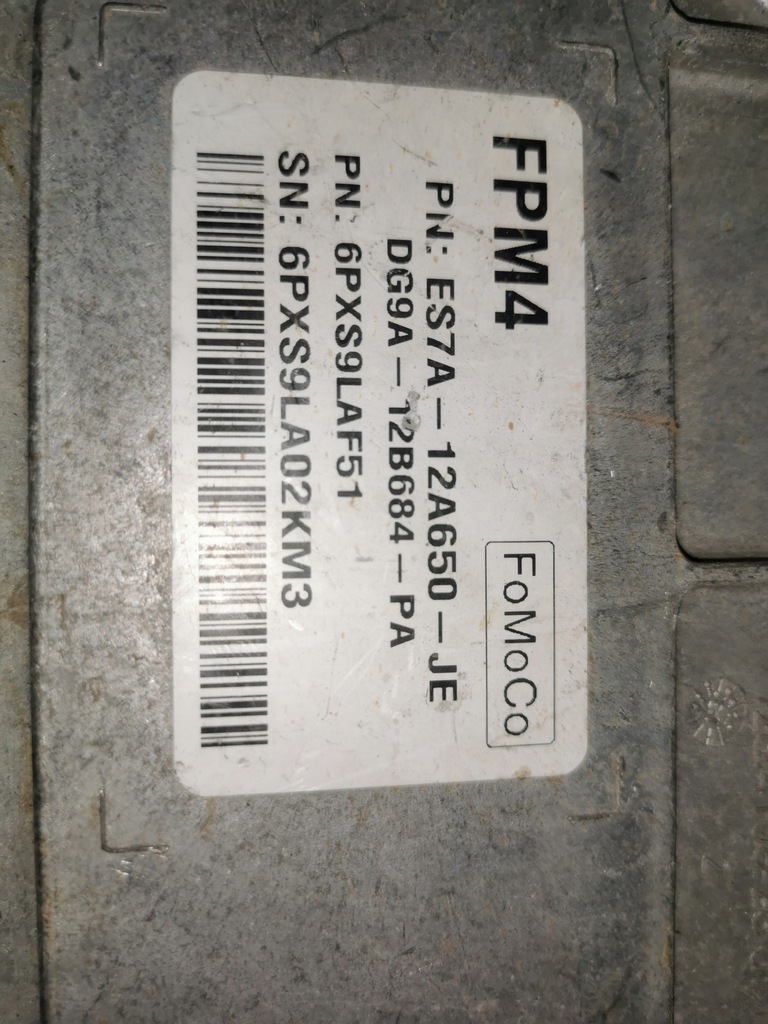 FPM4
FoMoCo
PN: ES7A-12A650-JE
DG9A-12B684-PA
PN: 6PXS9LAF51
SN: 6PXS9LA02KM3